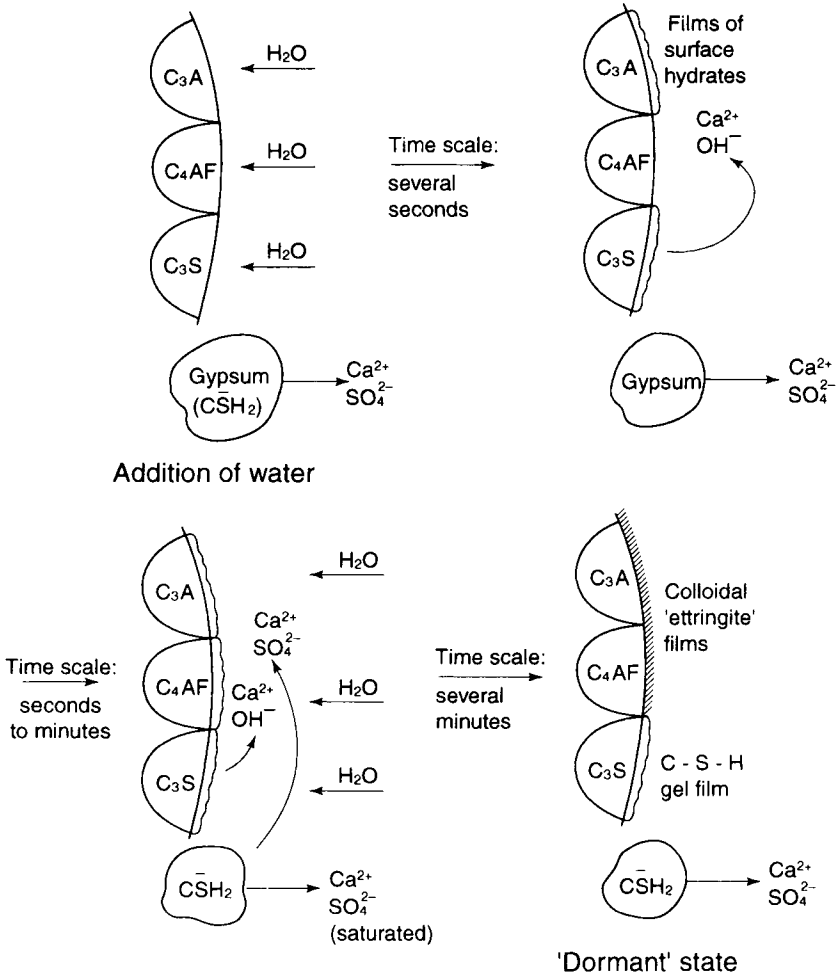 C₃A
H₂O
C₄AF
H₂O
C₃S
H₂O
Gypsum
(CS̄H₂)
Ca²⁺
SO₄²⁻
Addition of water
Time scale:
several
seconds
Films of
surface
hydrates
C₃A
Ca²⁺
OH⁻
C₄AF
C₃S
Gypsum
Ca²⁺
SO₄²⁻
Time scale:
seconds
to minutes
C₃A
H₂O
Ca²⁺
SO₄²⁻
C₄AF
Ca²⁺
OH⁻
H₂O
C₃S
H₂O
CS̄H₂
Ca²⁺
SO₄²⁻
(saturated)
Time scale:
several
minutes
C₃A
Colloidal
'ettringite'
films
C₄AF
C₃S
C - S - H
gel film
CS̄H₂
Ca²⁺
SO₄²⁻
'Dormant' state